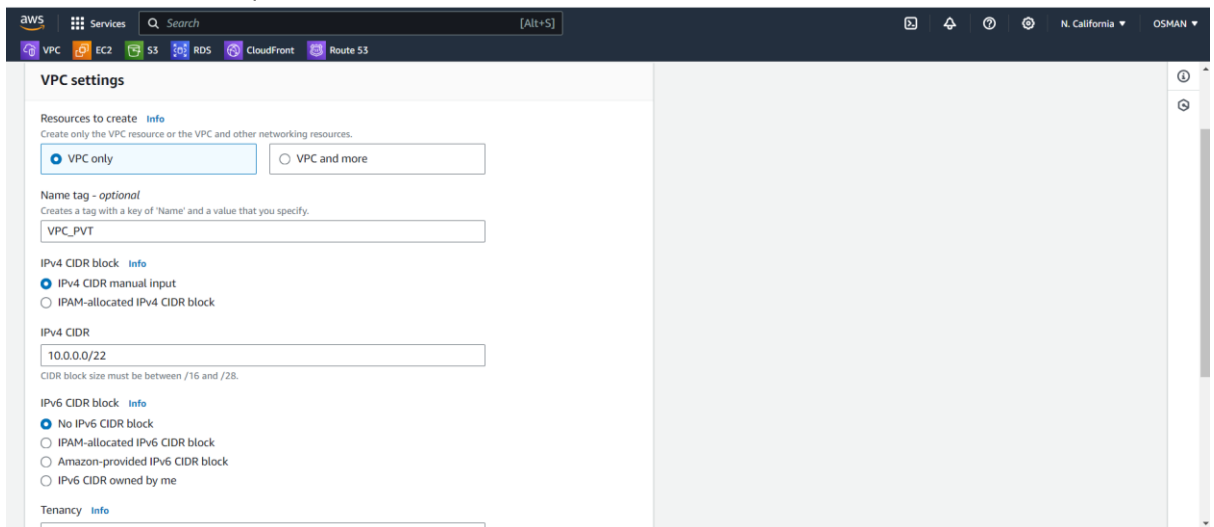 aws Services Search [Alt+S] N. California ▼ OSMAN ▼
VPC EC2 S3 RDS CloudFront Route 53
VPC settings
Resources to create Info
Create only the VPC resource or the VPC and other networking resources.
VPC only VPC and more
Name tag - optional
Creates a tag with a key of 'Name' and a value that you specify.
VPC_PVT
IPv4 CIDR block Info
IPv4 CIDR manual input
IPAM-allocated IPv4 CIDR block
IPv4 CIDR
10.0.0.0/22
CIDR block size must be between /16 and /28.
IPv6 CIDR block Info
No IPv6 CIDR block
IPAM-allocated IPv6 CIDR block
Amazon-provided IPv6 CIDR block
IPv6 CIDR owned by me
Tenancy Info